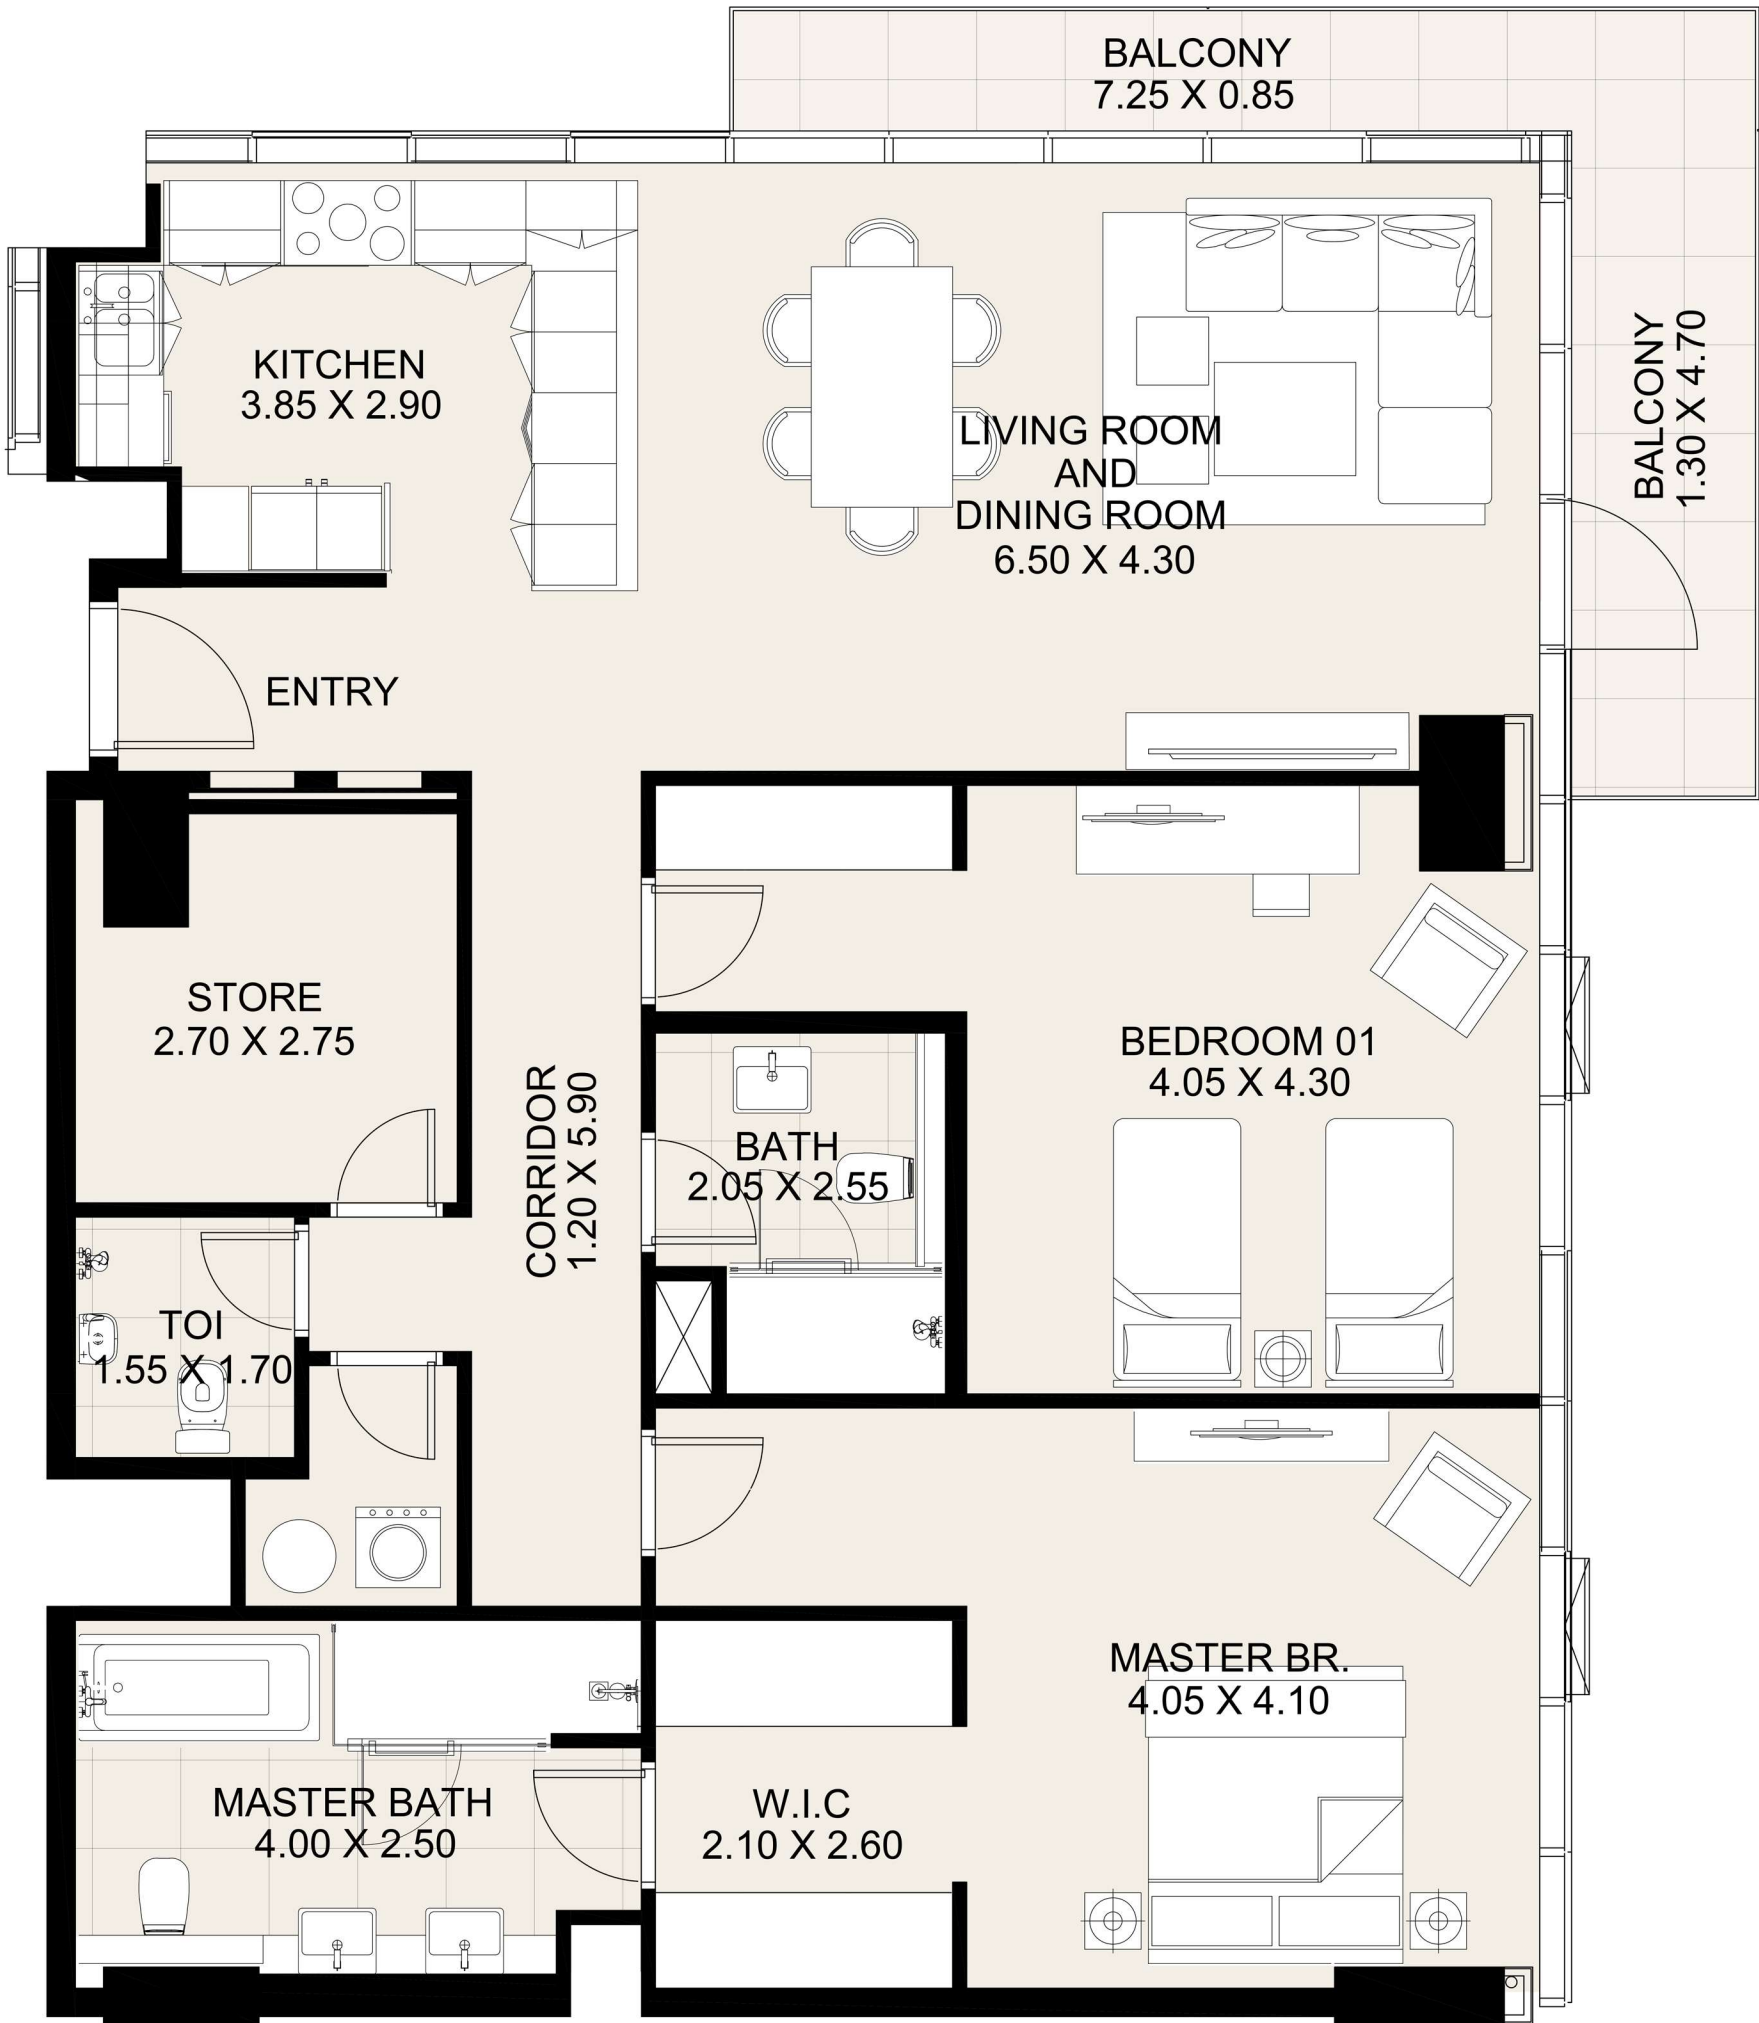 BALCONY
7.25 X 0.85
KITCHEN
3.85 X 2.90
LIVING ROOM
AND
DINING ROOM
6.50 X 4.30
BALCONY
1.30 X 4.70
ENTRY
STORE
2.70 X 2.75
CORRIDOR
1.20 X 5.90
BEDROOM 01
4.05 X 4.30
BATH
2.05 X 2.55
TOI
1.55 X 1.70
MASTER BR.
4.05 X 4.10
MASTER BATH
4.00 X 2.50
W.I.C
2.10 X 2.60